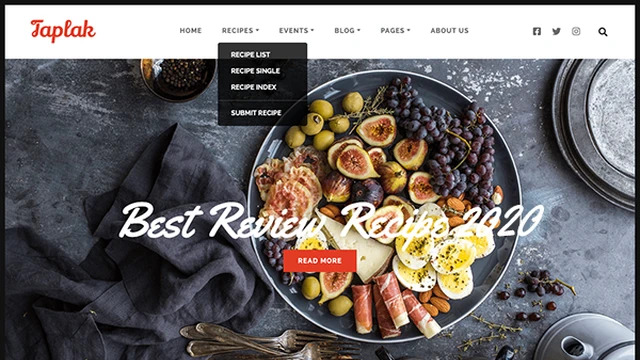 Taplak
HOME RECIPES EVENTS BLOG PAGES ABOUT US
RECIPE LIST
RECIPE SINGLE
RECIPE INDEX
SUBMIT RECIPE
Best Review Recipe 2020
READ MORE